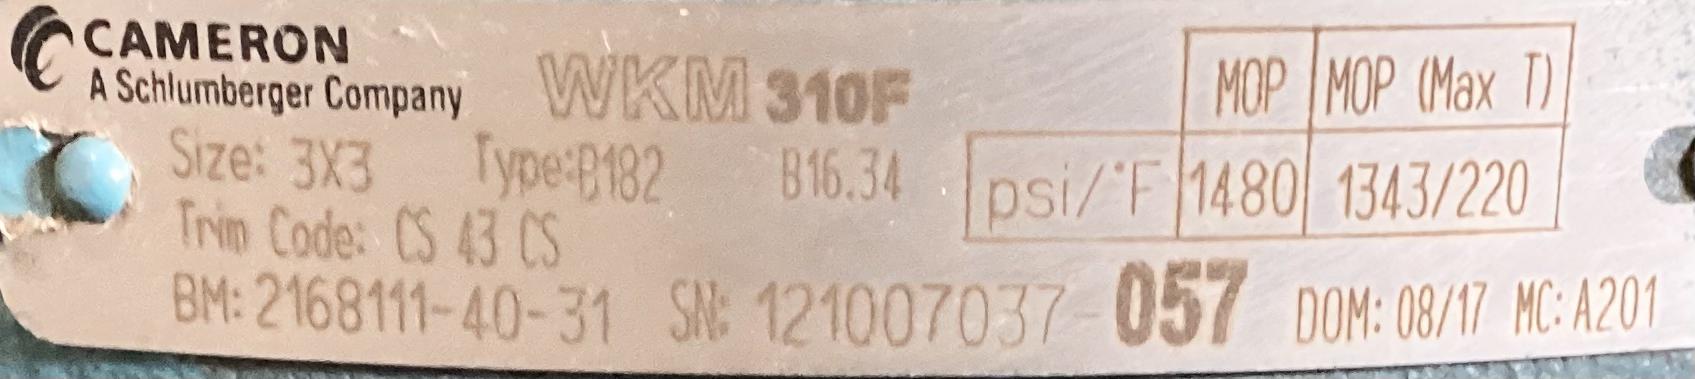 CAMERON
A Schlumberger Company
WKM 310F
MOP MOP (Max T)
psi/°F 1480 1343/220
Size: 3X3 Type:B182 B16.34
Trim Code: CS 43 CS
BM: 2168111-40-31 SN: 121007037-057 DOM: 08/17 MC: A201